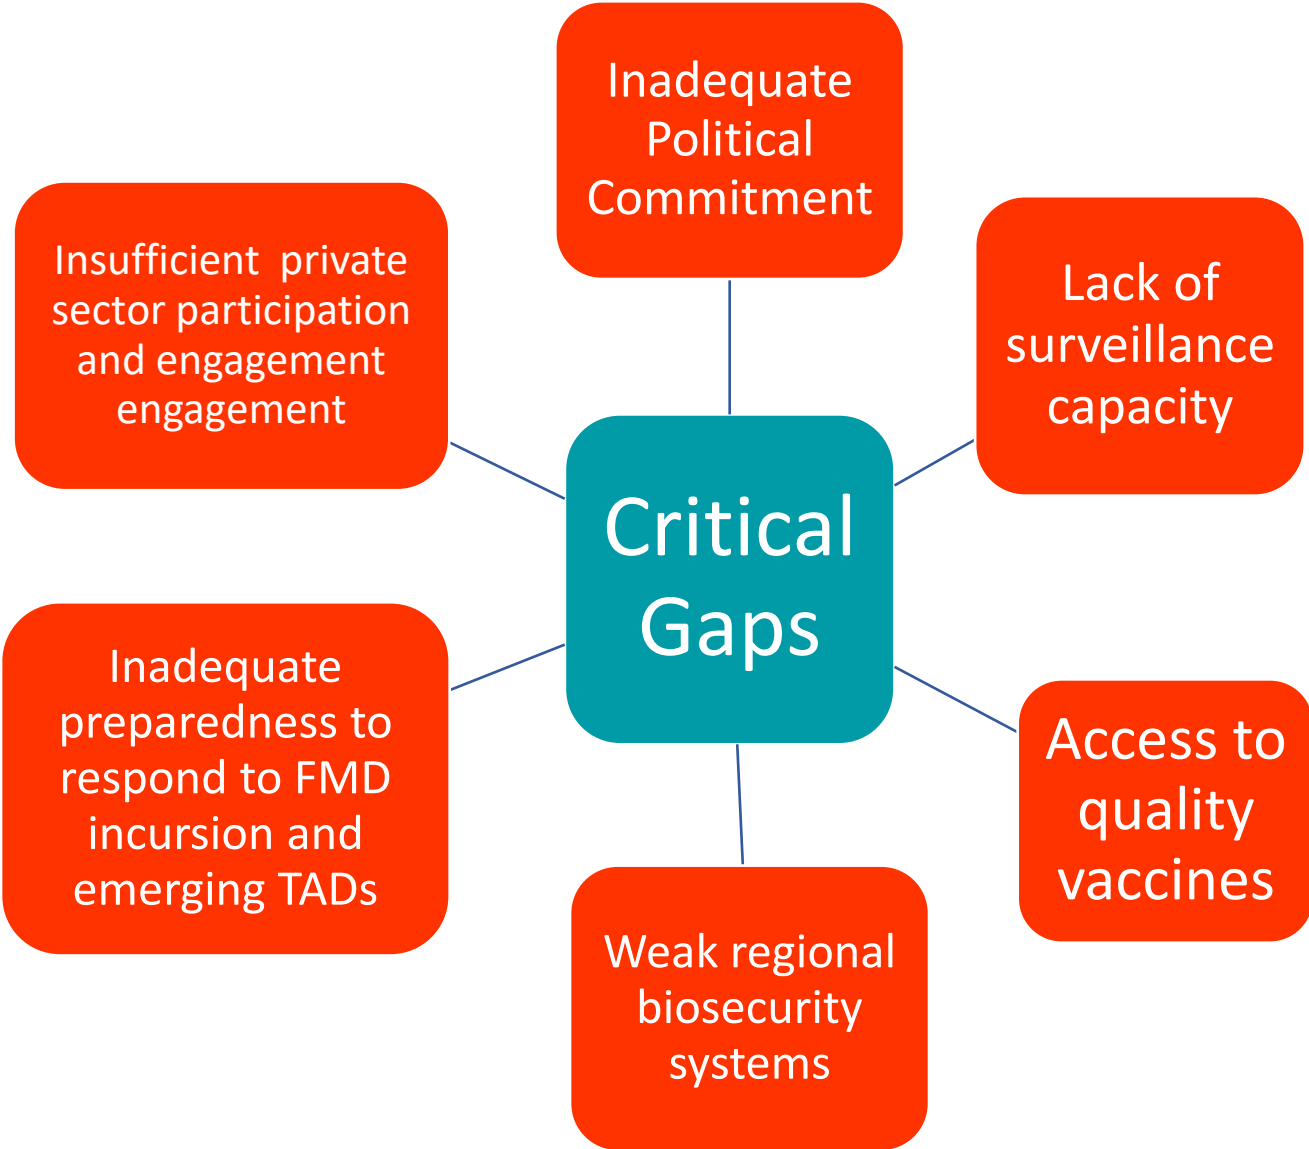 Inadequate
Political
Commitment
Insufficient  private
sector participation
and engagement
engagement
Lack of
surveillance
capacity
Critical
Gaps
Inadequate
preparedness to
respond to FMD
incursion and
emerging TADs
Access to
quality
vaccines
Weak regional
biosecurity
systems